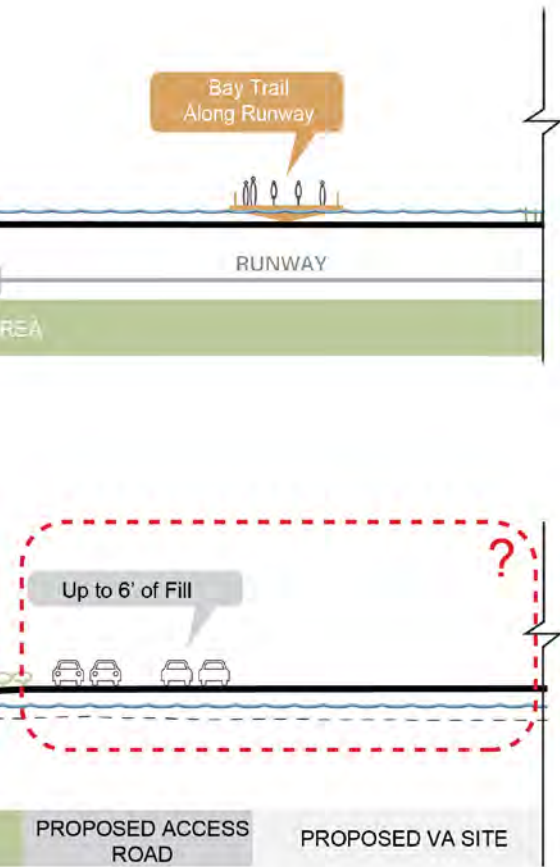 Bay Trail
Along Runway
RUNWAY
REA
?
Up to 6' of Fill
PROPOSED ACCESS
ROAD
PROPOSED VA SITE